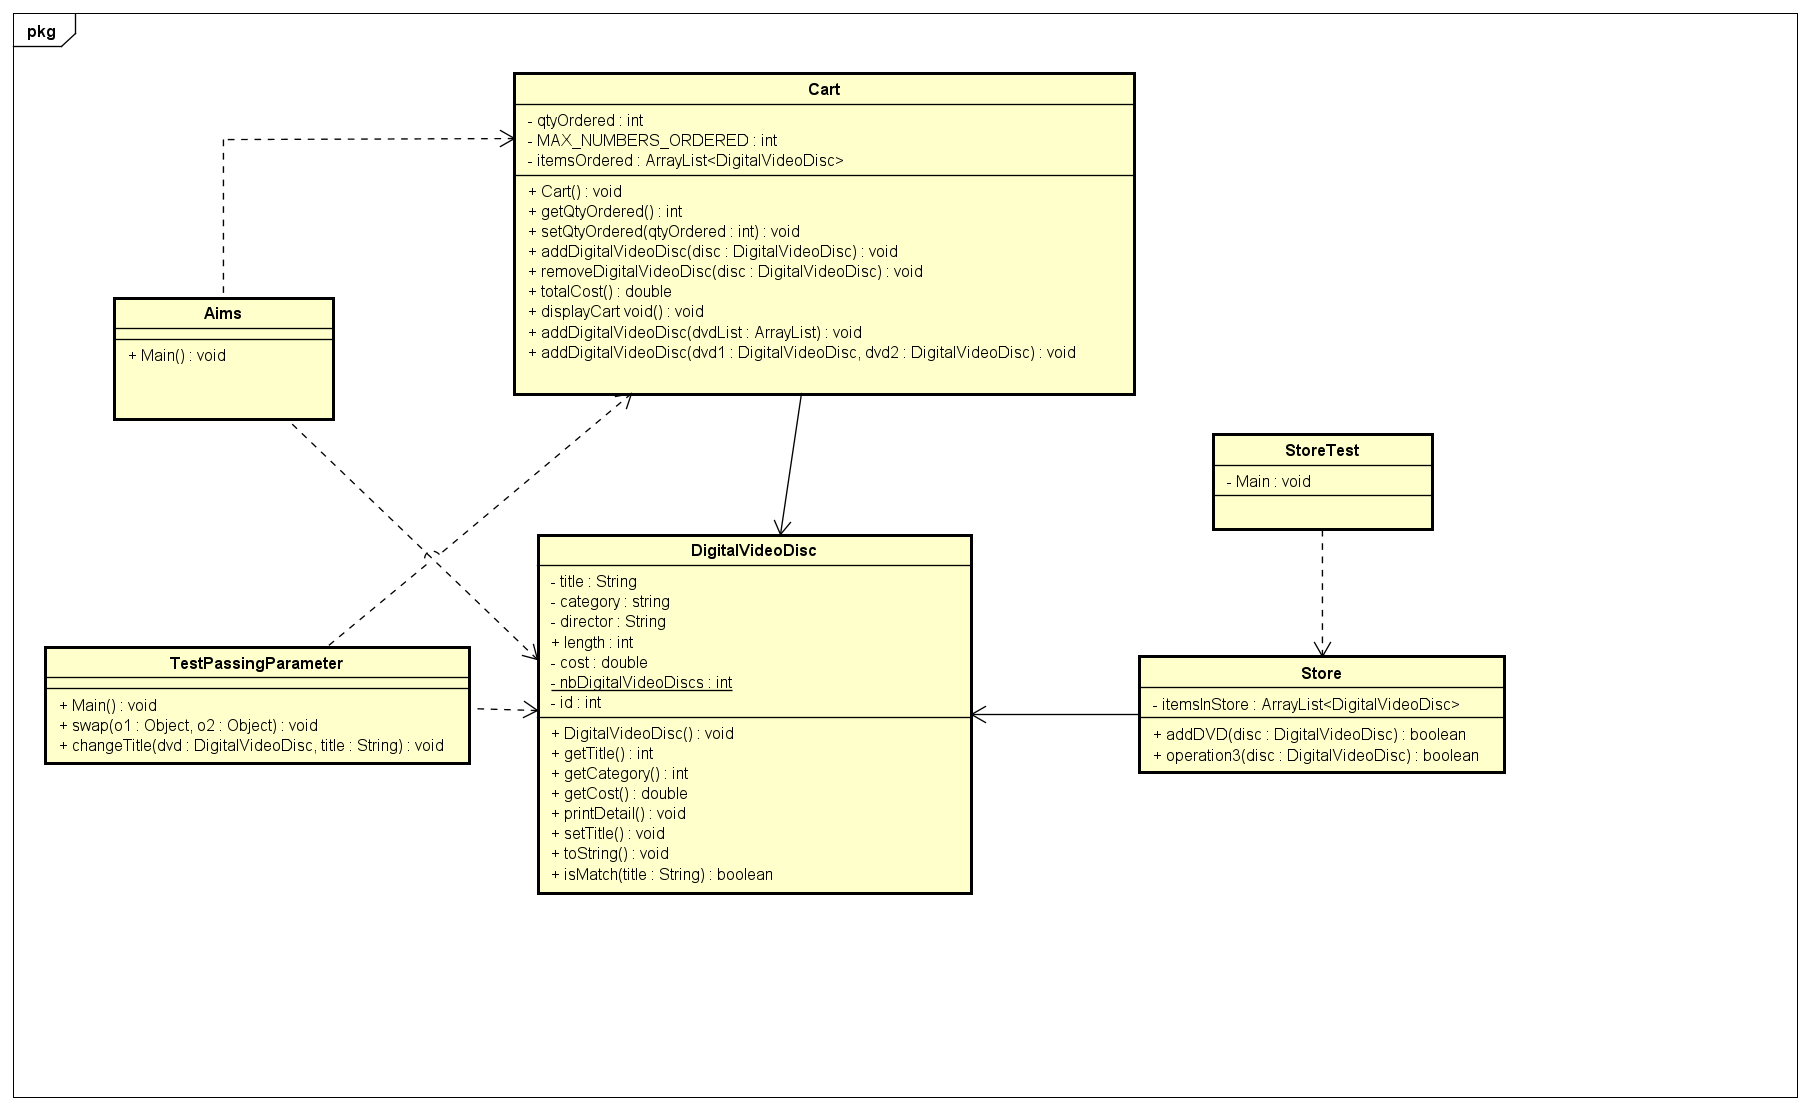 pkg
Cart
- qtyOrdered : int
- MAX_NUMBERS_ORDERED : int
- itemsOrdered : ArrayList<DigitalVideoDisc>
+ Cart() : void
+ getQtyOrdered() : int
+ setQtyOrdered(qtyOrdered : int) : void
+ addDigitalVideoDisc(disc : DigitalVideoDisc) : void
+ removeDigitalVideoDisc(disc : DigitalVideoDisc) : void
+ totalCost() : double
+ displayCart void() : void
+ addDigitalVideoDisc(dvdList : ArrayList) : void
+ addDigitalVideoDisc(dvd1 : DigitalVideoDisc, dvd2 : DigitalVideoDisc) : void
Aims
+ Main() : void
StoreTest
- Main : void
DigitalVideoDisc
- title : String
- category : string
- director : String
+ length : int
- cost : double
- nbDigitalVideoDiscs : int
- id : int
+ DigitalVideoDisc() : void
+ getTitle() : int
+ getCategory() : int
+ getCost() : double
+ printDetail() : void
+ setTitle() : void
+ toString() : void
+ isMatch(title : String) : boolean
TestPassingParameter
+ Main() : void
+ swap(o1 : Object, o2 : Object) : void
+ changeTitle(dvd : DigitalVideoDisc, title : String) : void
Store
- itemsInStore : ArrayList<DigitalVideoDisc>
+ addDVD(disc : DigitalVideoDisc) : boolean
+ operation3(disc : DigitalVideoDisc) : boolean